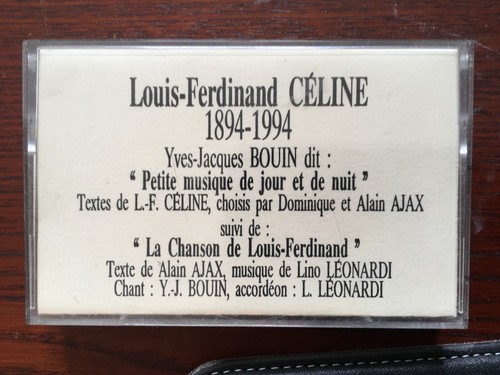 Louis-Ferdinand CÉLINE
1894-1994
Yves-Jacques BOUIN dit :
“ Petite musique de jour et de nuit ”
Textes de L.-F. CÉLINE, choisis par Dominique et Alain AJAX
suivi de :
“ La Chanson de Louis-Ferdinand ”
Texte de Alain AJAX, musique de Lino LÉONARDI
Chant : Y.-J. BOUIN, accordéon : L. LÉONARDI